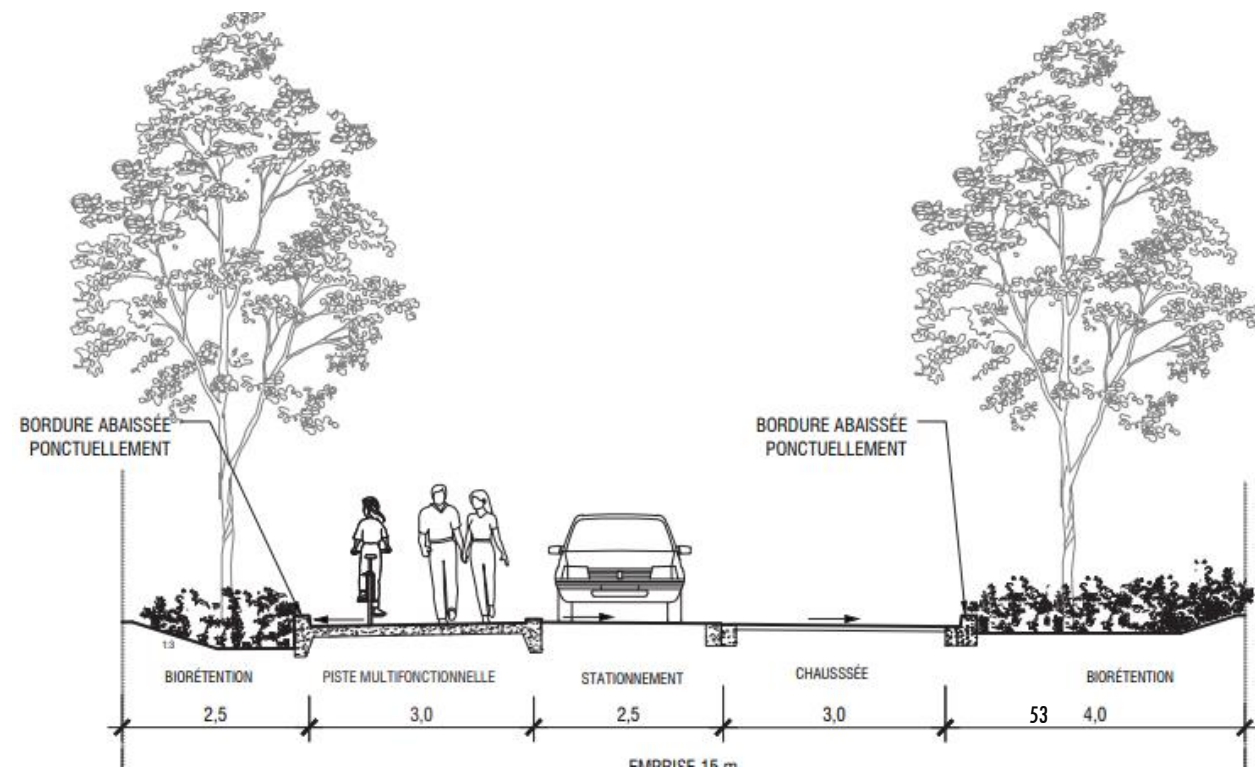 BORDURE ABAISSÉE
PONCTUELLEMENT
BORDURE ABAISSÉE
PONCTUELLEMENT
1:3
BIORÉTENTION
PISTE MULTIFONCTIONNELLE
STATIONNEMENT
CHAUSSSÉE
BIORÉTENTION
2,5
3,0
2,5
3,0
53
4,0
EMPRISE 15 m